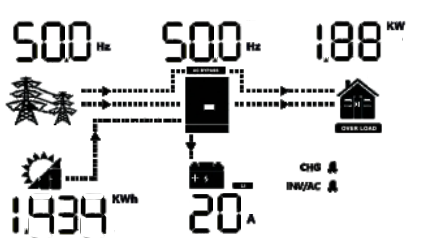 50.0 Hz 50.0 Hz 1.88 KW
AC BYPASS
OVER LOAD
CHG
INV/AC
1.434 KWh 20 A
LI